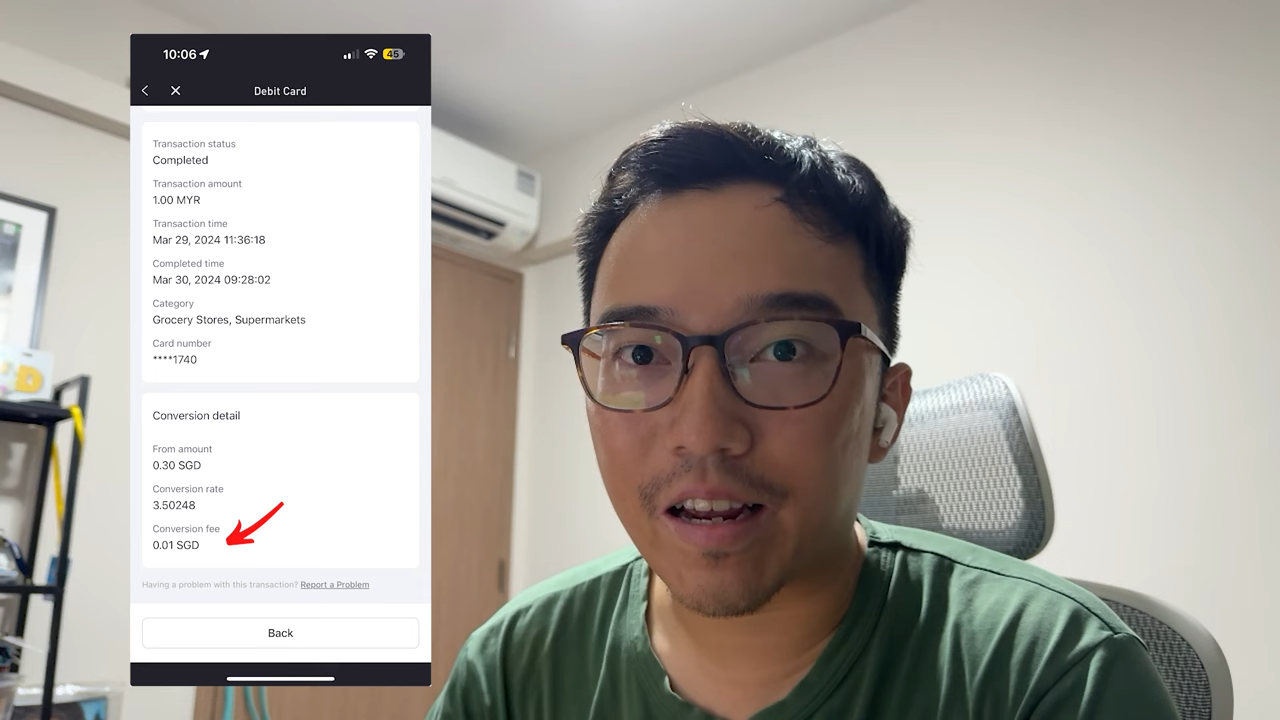 10:06
45
Debit Card
Transaction status
Completed
Transaction amount
1.00 MYR
Transaction time
Mar 29, 2024 11:36:18
Completed time
Mar 30, 2024 09:28:02
Category
Grocery Stores, Supermarkets
Card number
****1740
Conversion detail
From amount
0.30 SGD
Conversion rate
3.50248
Conversion fee
0.01 SGD
Having a problem with this transaction? Report a Problem
Back
D